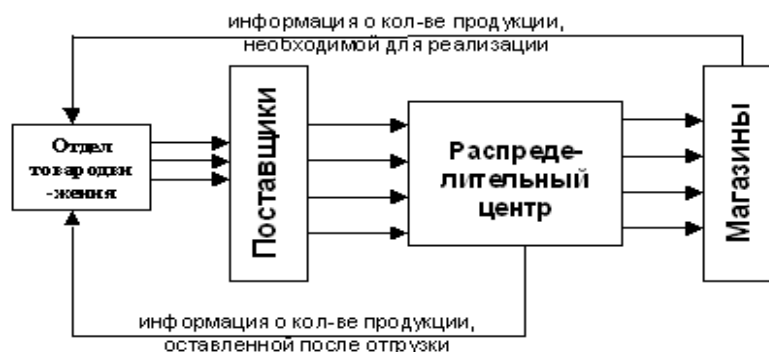 информация о кол-ве продукции,
необходимой для реализации
Отдел
товародви
-жения
Поставщики
Распреде-
лительный
центр
Магазины
информация о кол-ве продукции,
оставленной после отгрузки